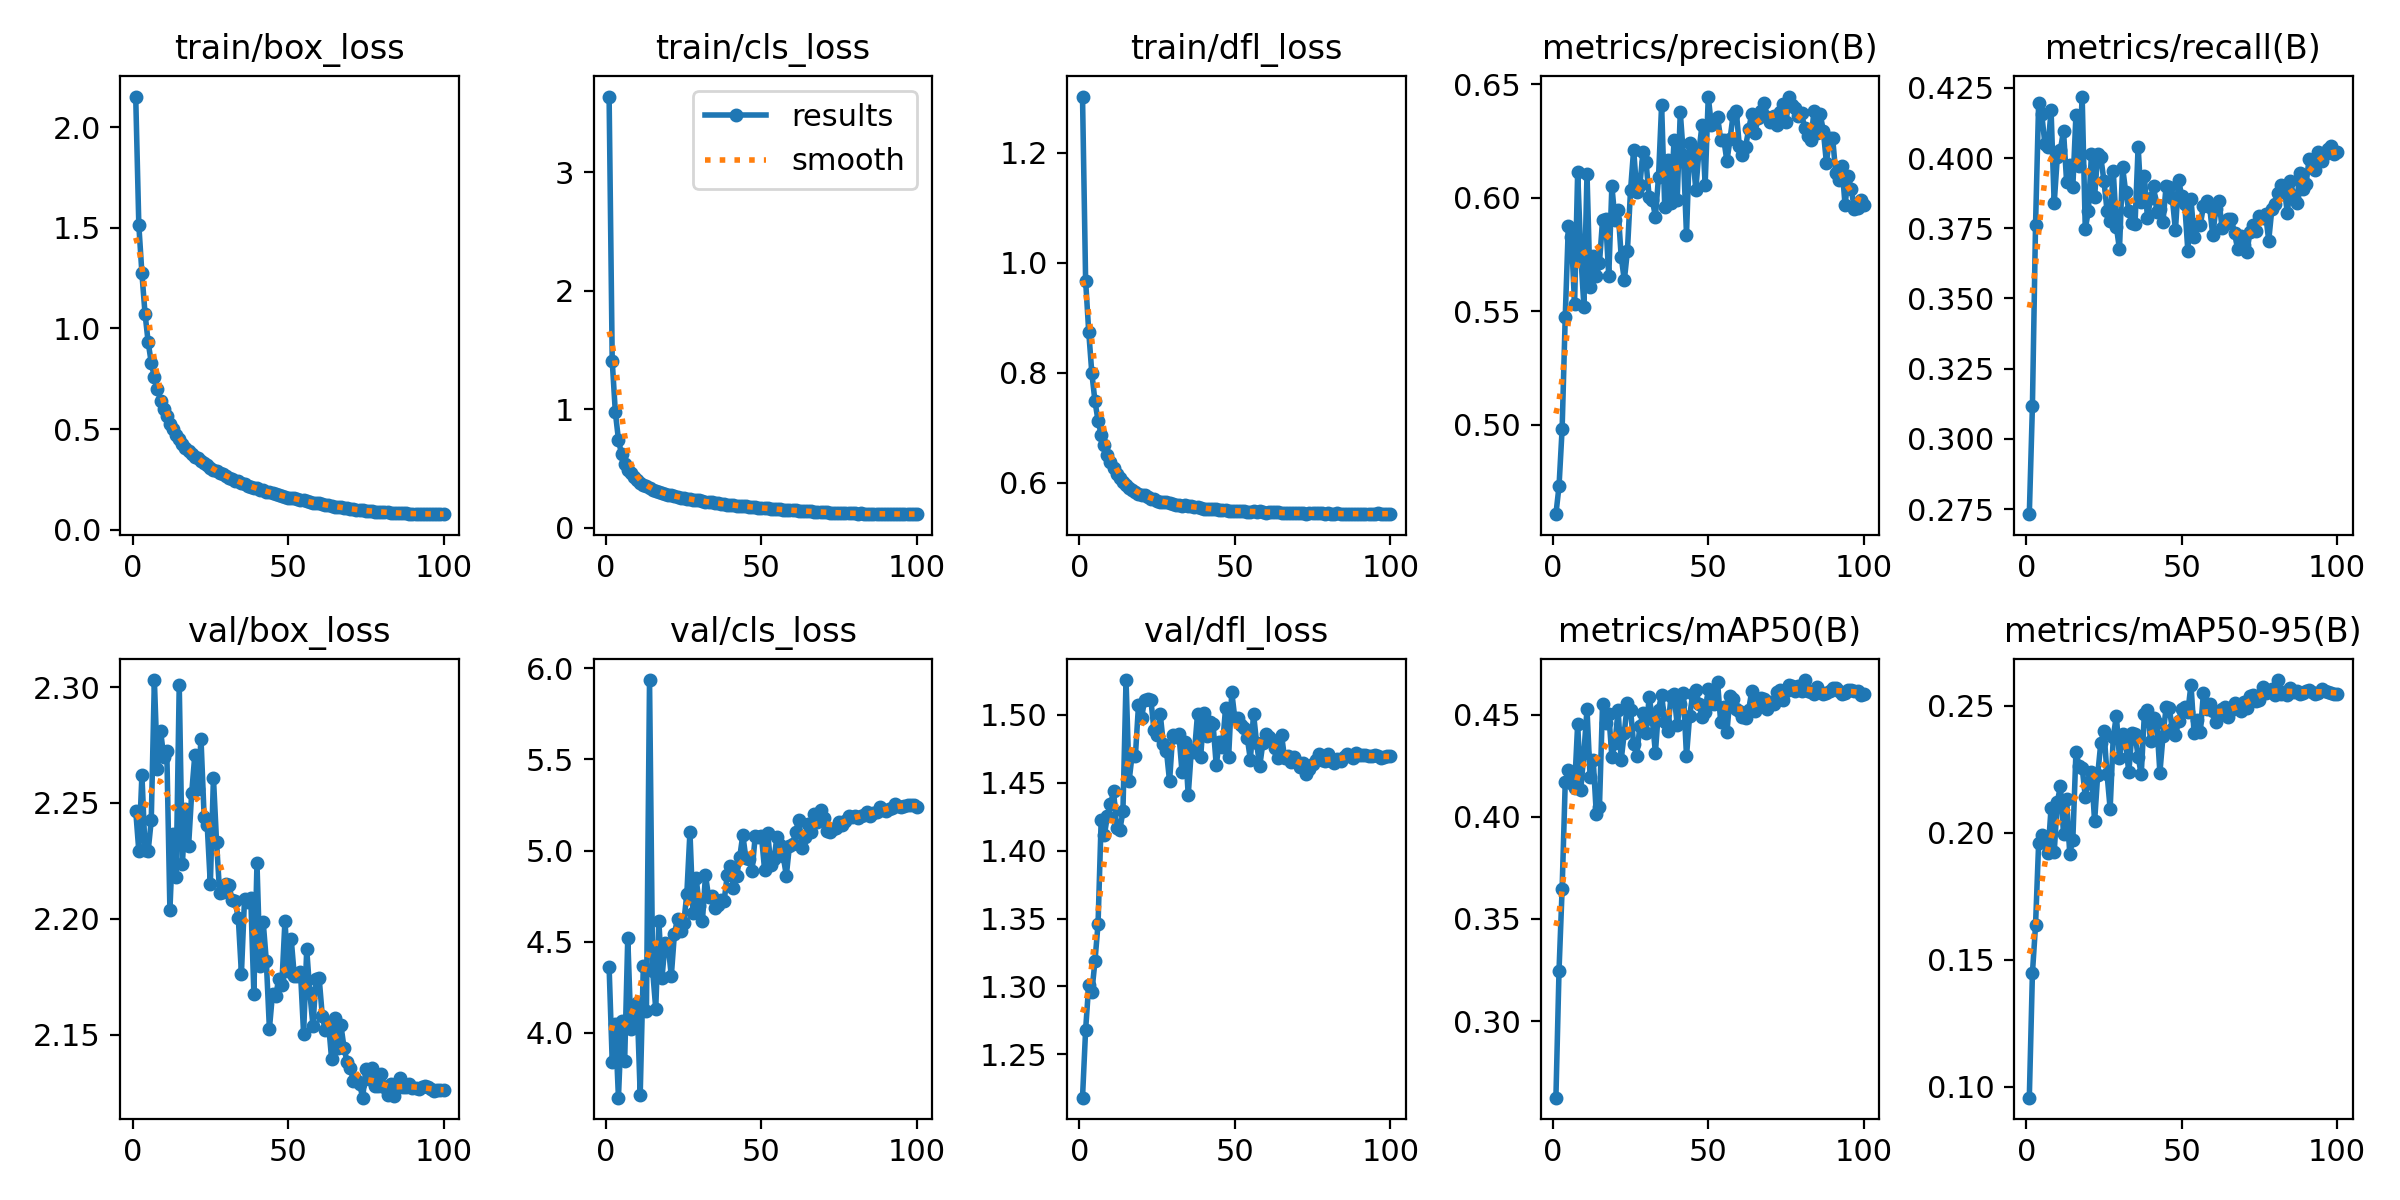 train/box_loss
2.0
1.5
1.0
0.5
0.0
0 50 100
train/cls_loss
results
smooth
3
2
1
0
0 50 100
train/dfl_loss
1.2
1.0
0.8
0.6
0 50 100
metrics/precision(B)
0.65
0.60
0.55
0.50
0 50 100
metrics/recall(B)
0.425
0.400
0.375
0.350
0.325
0.300
0.275
0 50 100
val/box_loss
2.30
2.25
2.20
2.15
0 50 100
val/cls_loss
6.0
5.5
5.0
4.5
4.0
0 50 100
val/dfl_loss
1.50
1.45
1.40
1.35
1.30
1.25
0 50 100
metrics/mAP50(B)
0.45
0.40
0.35
0.30
0 50 100
metrics/mAP50-95(B)
0.25
0.20
0.15
0.10
0 50 100